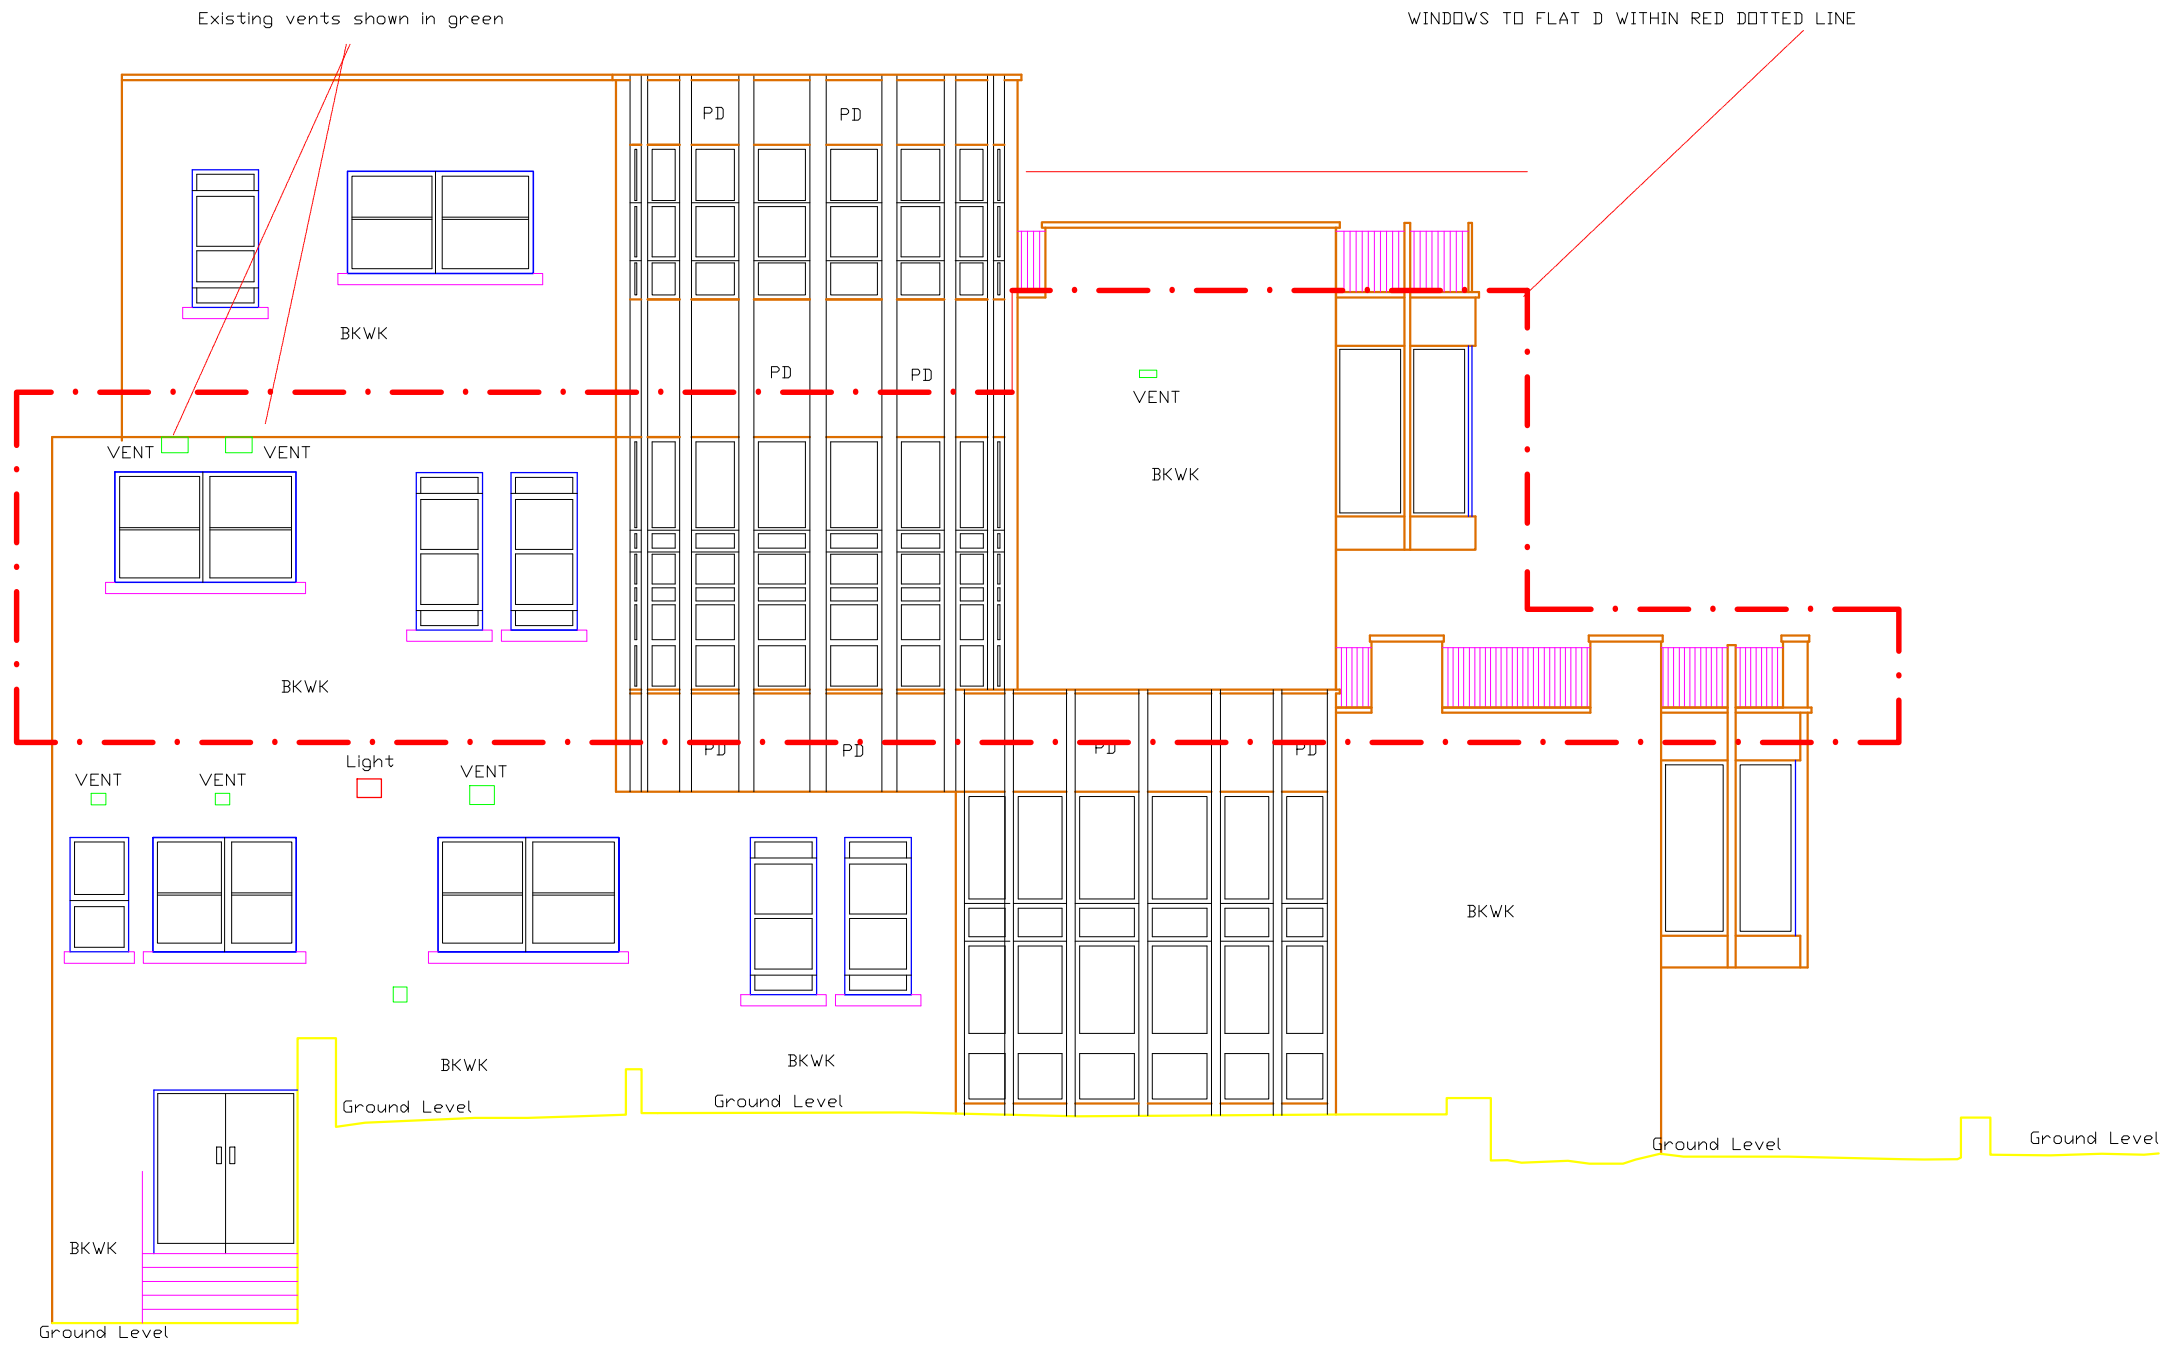 Existing vents shown in green
WINDOWS TO FLAT D WITHIN RED DOTTED LINE
PD
PD
BKWK
PD
PD
VENT
VENT
VENT
BKWK
BKWK
PD
PD
PD
PD
Light
VENT
VENT
VENT
BKWK
BKWK
BKWK
Ground Level
Ground Level
Ground Level
Ground Level
BKWK
Ground Level